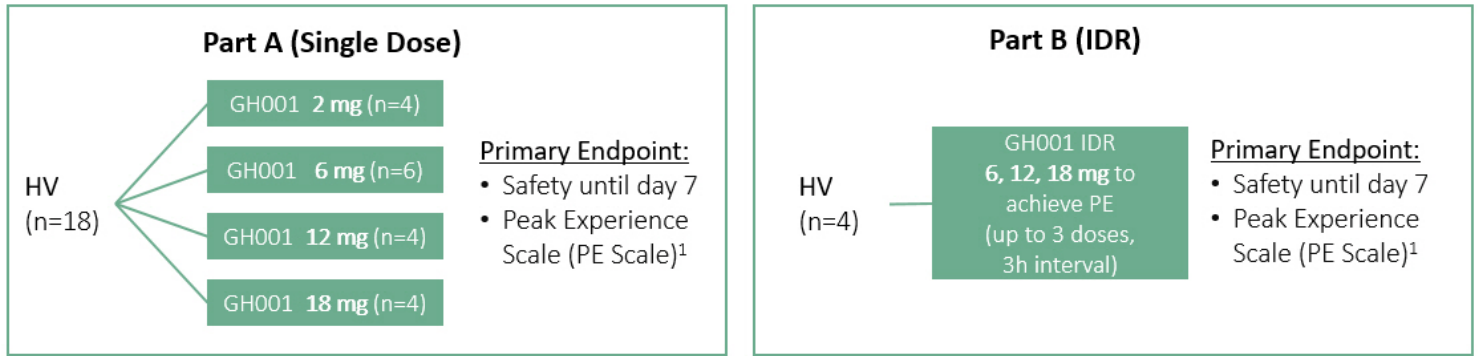 Part A (Single Dose)
HV
(n=18)
GH001 2 mg (n=4)
GH001 6 mg (n=6)
GH001 12 mg (n=4)
GH001 18 mg (n=4)
Primary Endpoint:
• Safety until day 7
• Peak Experience
Scale (PE Scale)¹
Part B (IDR)
HV
(n=4)
GH001 IDR
6, 12, 18 mg to
achieve PE
(up to 3 doses,
3h interval)
Primary Endpoint:
• Safety until day 7
• Peak Experience
Scale (PE Scale)¹